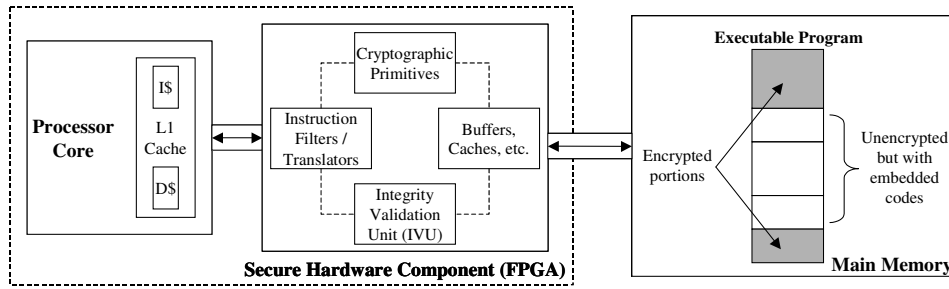 Processor
Core
I$
L1
Cache
D$
Cryptographic
Primitives
Instruction
Filters /
Translators
Buffers,
Caches, etc.
Integrity
Validation
Unit (IVU)
Secure Hardware Component (FPGA)
Executable Program
Encrypted
portions
Unencrypted
but with
embedded
codes
Main Memory